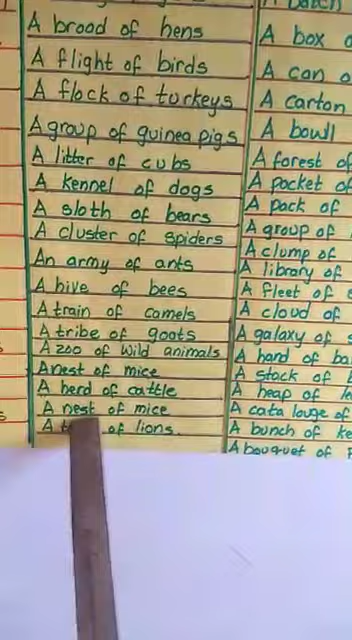 A brood of hens
A flight of birds
A flock of turkeys
A group of guinea pigs
A litter of cubs
A kennel of dogs
A sloth of bears
A cluster of spiders
An army of ants
A hive of bees
A train of camels
A tribe of goats
A zoo of wild animals
A nest of mice
A herd of cattle
A nest of mice
A of lions.
A box
A can
A carton
A bowll
A forest of
A pocket of
A pack of
A group of
A clump of
A library of
A fleet of
A cloud of
A galaxy of
A hard of
A stack of
A heap of
A catalouge of
A bunch of
A bouquet of